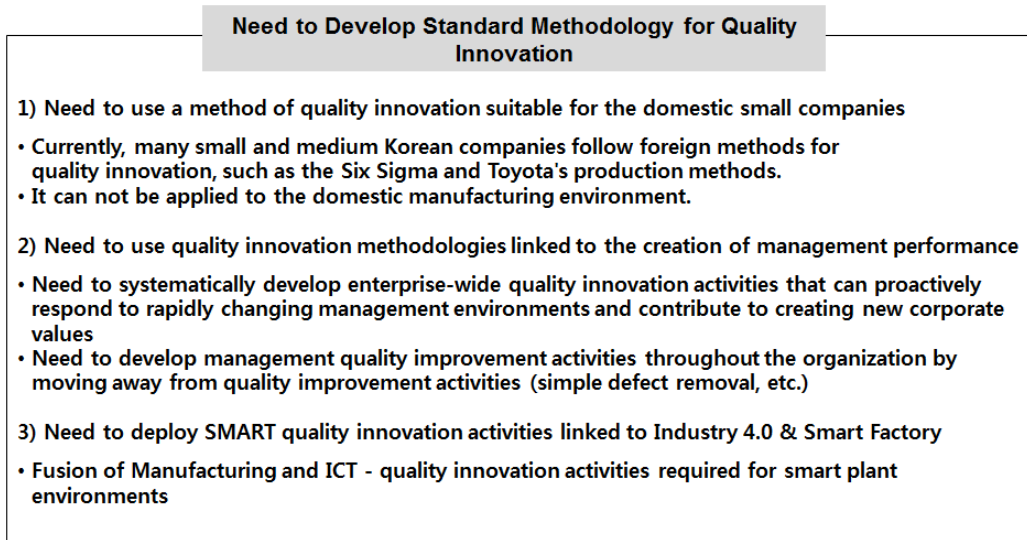 Need to Develop Standard Methodology for Quality
Innovation
1) Need to use a method of quality innovation suitable for the domestic small companies
• Currently, many small and medium Korean companies follow foreign methods for
quality innovation, such as the Six Sigma and Toyota's production methods.
• It can not be applied to the domestic manufacturing environment.
2) Need to use quality innovation methodologies linked to the creation of management performance
• Need to systematically develop enterprise-wide quality innovation activities that can proactively
respond to rapidly changing management environments and contribute to creating new corporate
values
• Need to develop management quality improvement activities throughout the organization by
moving away from quality improvement activities (simple defect removal, etc.)
3) Need to deploy SMART quality innovation activities linked to Industry 4.0 & Smart Factory
• Fusion of Manufacturing and ICT - quality innovation activities required for smart plant
environments